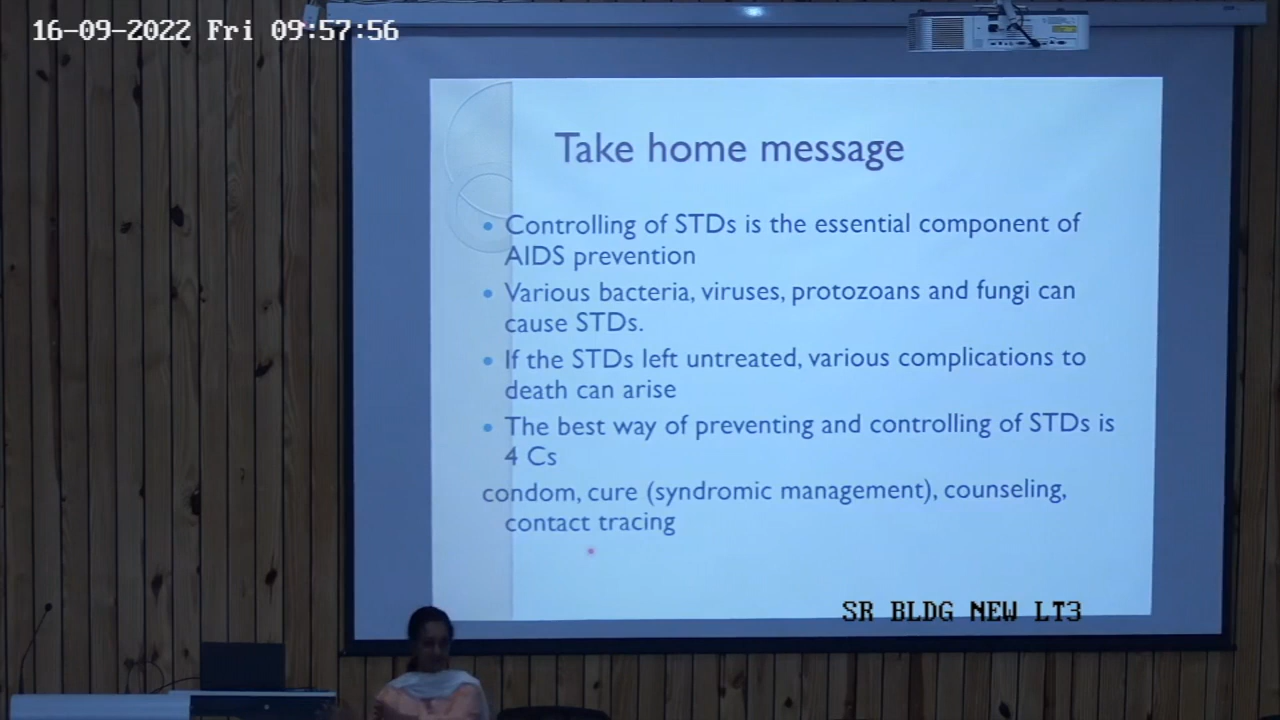 16-09-2022 Fri 09:57:56
Take home message
• Controlling of STDs is the essential component of
AIDS prevention
• Various bacteria, viruses, protozoans and fungi can
cause STDs.
• If the STDs left untreated, various complications to
death can arise
• The best way of preventing and controlling of STDs is
4 Cs
condom, cure (syndromic management), counseling,
contact tracing
SR BLDG NEW LT3